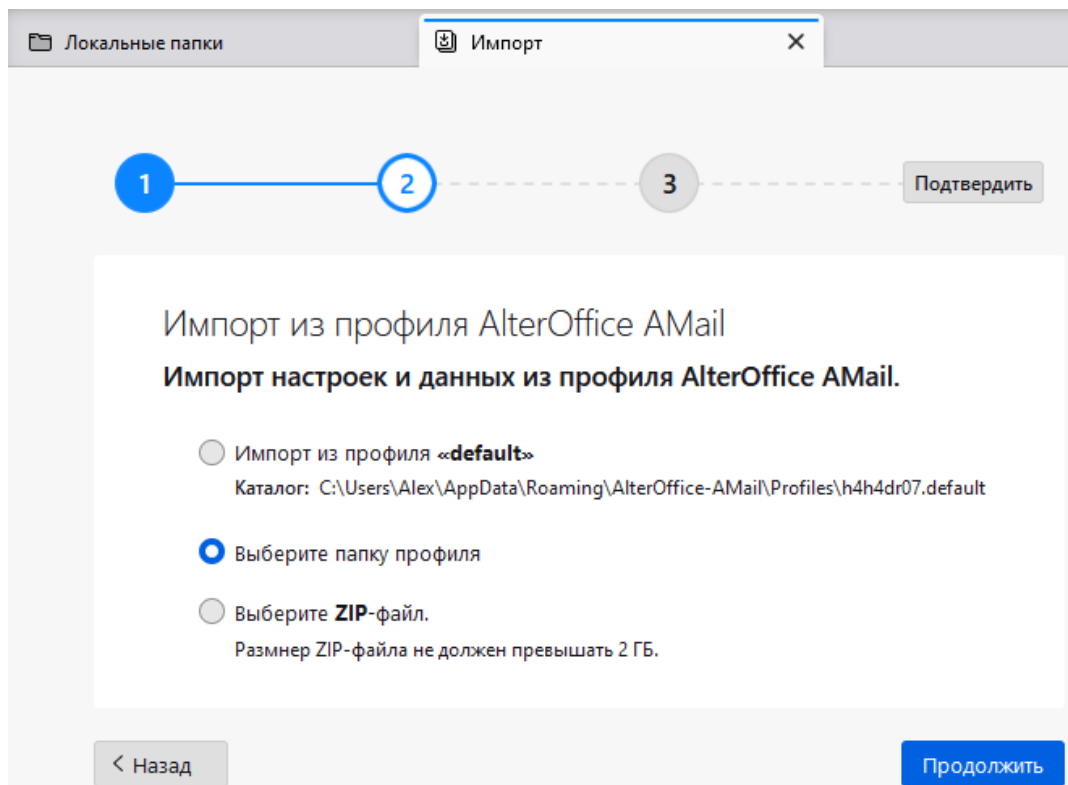 Локальные папки
Импорт
1
2
3
Подтвердить
Импорт из профиля AlterOffice AMail
Импорт настроек и данных из профиля AlterOffice AMail.
Импорт из профиля «default»
Каталог: C:\Users\Alex\AppData\Roaming\AlterOffice-AMail\Profiles\h4h4dr07.default
Выберите папку профиля
Выберите ZIP-файл.
Размнер ZIP-файла не должен превышать 2 ГБ.
Назад
Продолжить